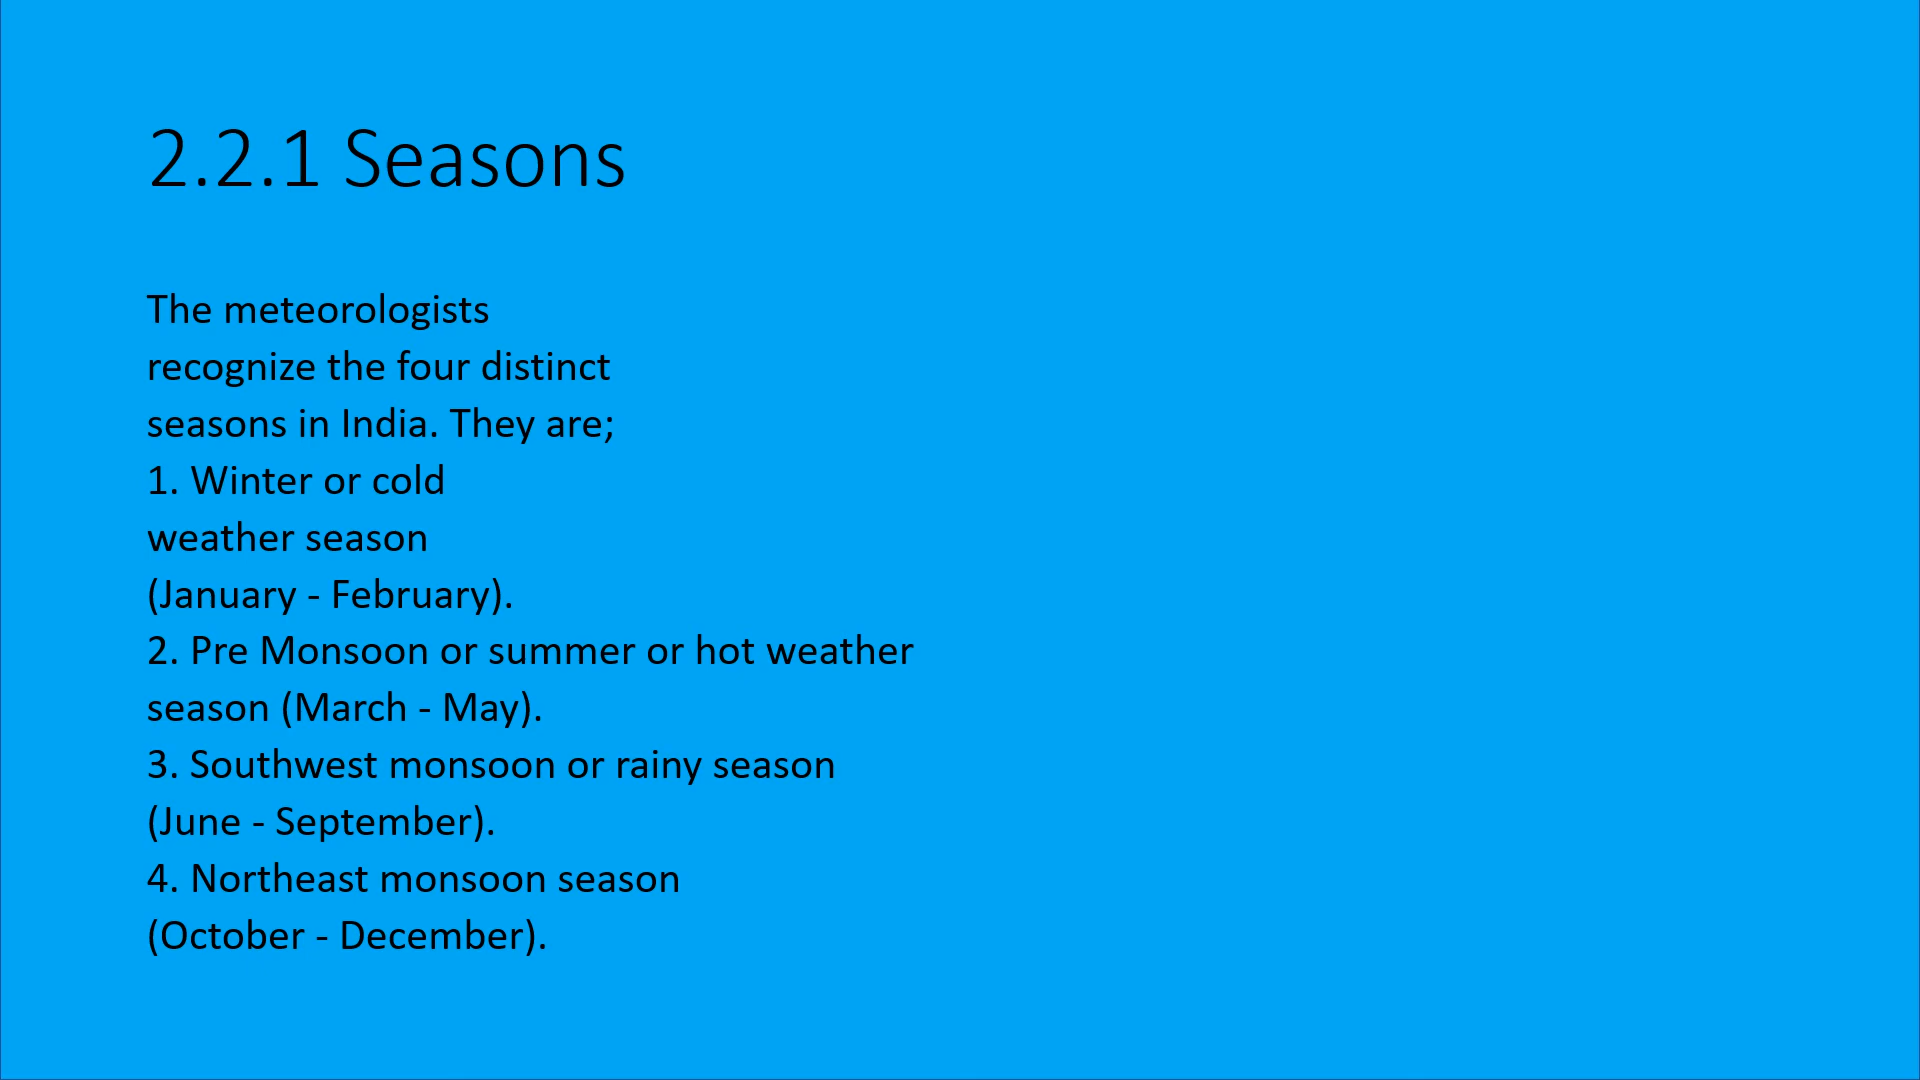 2.2.1 Seasons
The meteorologists
recognize the four distinct
seasons in India. They are;
1. Winter or cold
weather season
(January - February).
2. Pre Monsoon or summer or hot weather
season (March - May).
3. Southwest monsoon or rainy season
(June - September).
4. Northeast monsoon season
(October - December).